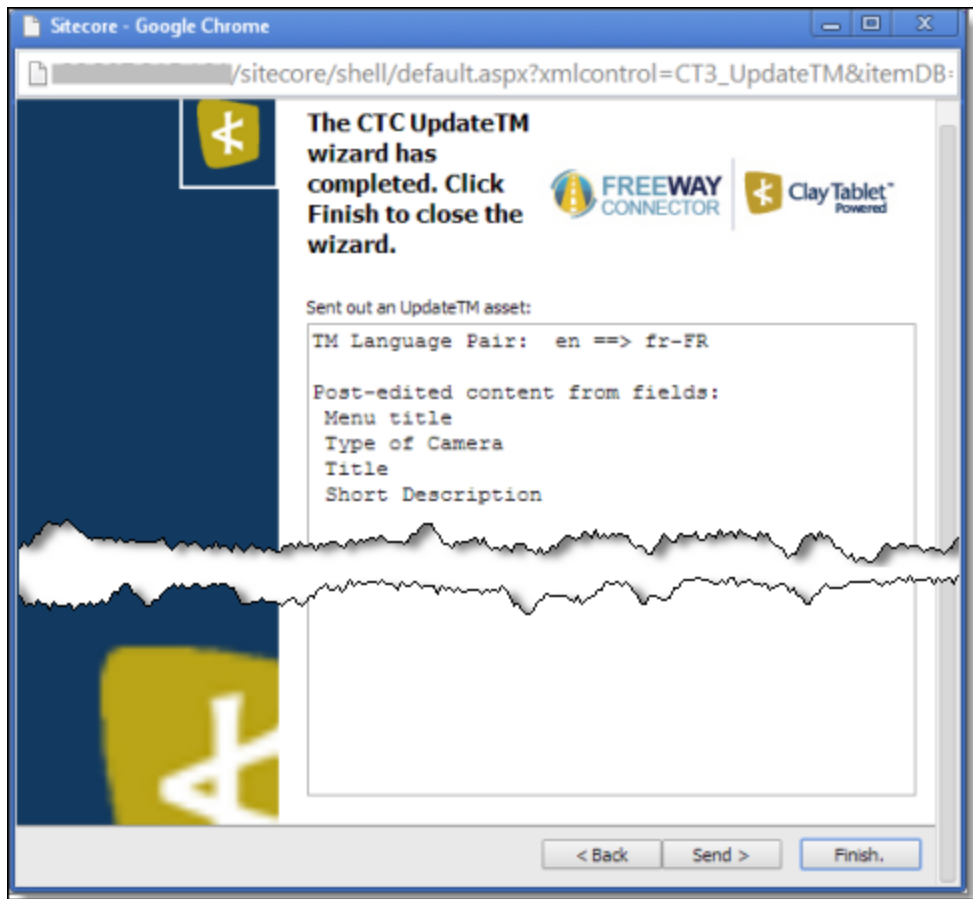 Sitecore - Google Chrome
/sitecore/shell/default.aspx?xmlcontrol=CT3_UpdateTM&itemDB=
The CTC UpdateTM
wizard has
completed. Click
Finish to close the
wizard.
FREEWAY
CONNECTOR
Clay Tablet™
Powered
Sent out an UpdateTM asset:
TM Language Pair:  en ==> fr-FR
Post-edited content from fields:
Menu title
Type of Camera
Title
Short Description
< Back
Send >
Finish.